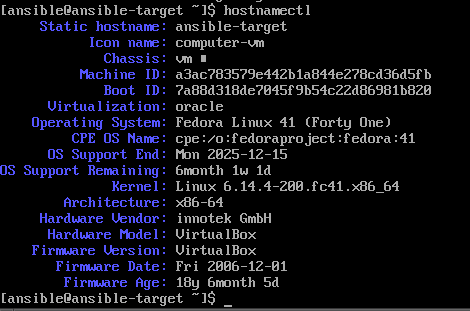 [ansible@ansible-target ~]$ hostnamectl
Static hostname: ansible-target
Icon name: computer-vm
Chassis: vm ■
Machine ID: a3ac783579e442b1a844e278cd36d5fb
Boot ID: 7a88d318de7045f9b54c22d86981b820
Virtualization: oracle
Operating System: Fedora Linux 41 (Forty One)
CPE OS Name: cpe:/o:fedoraproject:fedora:41
OS Support End: Mon 2025-12-15
OS Support Remaining: 6month 1w 1d
Kernel: Linux 6.14.4-200.fc41.x86_64
Architecture: x86-64
Hardware Vendor: innotek GmbH
Hardware Model: VirtualBox
Firmware Version: VirtualBox
Firmware Date: Fri 2006-12-01
Firmware Age: 18y 6month 5d
[ansible@ansible-target ~]$ _